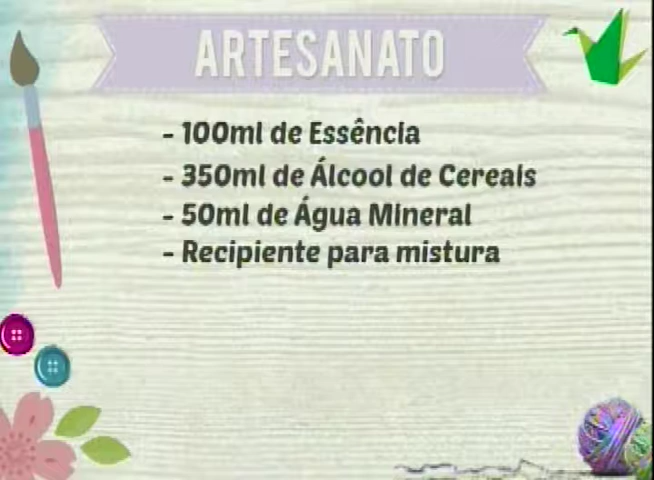 ARTESANATO
- 100ml de Essência
- 350ml de Álcool de Cereais
- 50ml de Água Mineral
- Recipiente para mistura